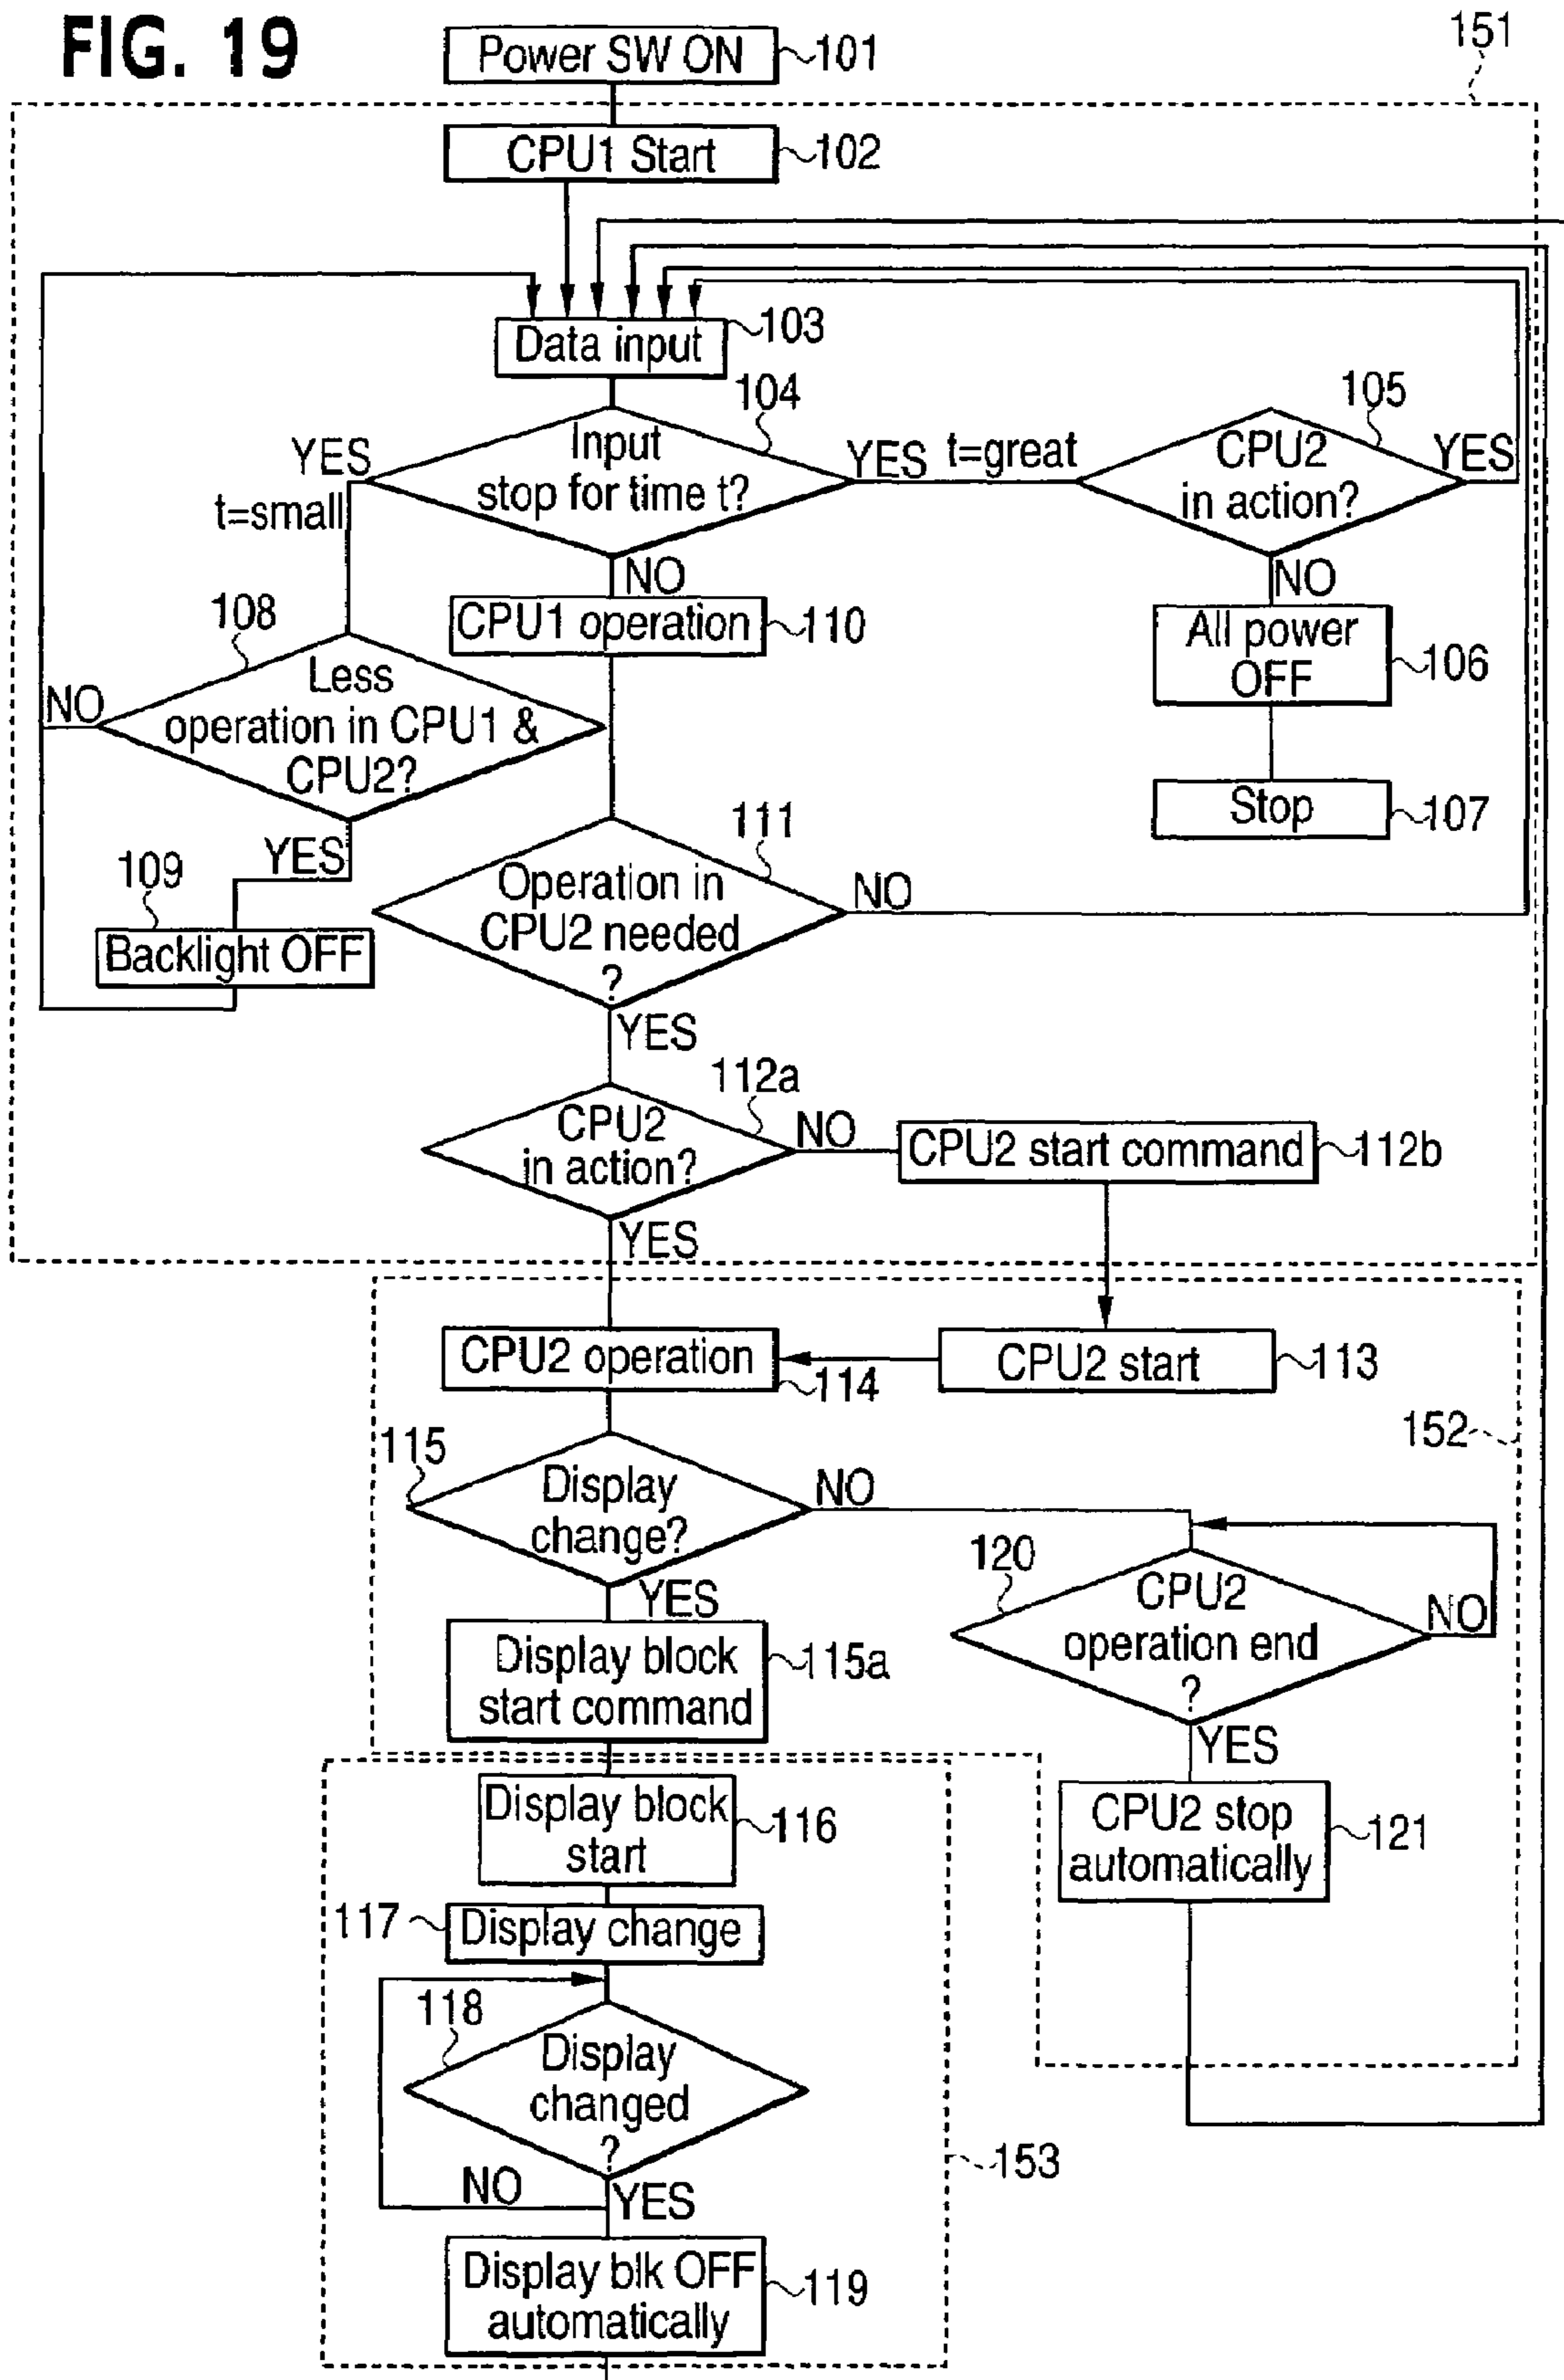 FIG. 19
Power SW ON
101
151
CPU1 Start
102
Data input
103
104
Input
stop for time t?
YES
t=small
YES t=great
105
CPU2
in action?
YES
NO
NO
CPU1 operation
110
All power
OFF
106
108
Less
operation in CPU1 &
CPU2?
NO
YES
Stop
107
109
Backlight OFF
111
Operation in
CPU2 needed
?
NO
YES
112a
CPU2
in action?
NO
CPU2 start command
112b
YES
CPU2 operation
114
CPU2 start
113
152
115
Display
change?
NO
YES
120
CPU2
operation end
?
NO
YES
Display block
start command
115a
Display block
start
116
CPU2 stop
automatically
121
117
Display change
118
Display
changed
?
NO
YES
153
Display blk OFF
automatically
119